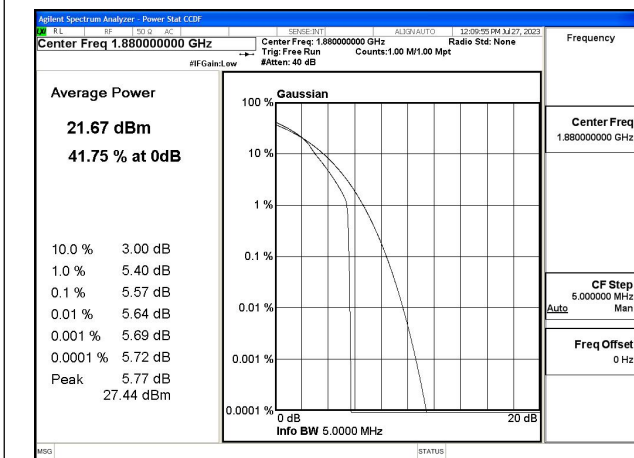 Agilent Spectrum Analyzer - Power Stat CCDF
RL RF 50 Ω AC SENSE:INT ALIGN AUTO 12:09:55 PM Jul 27, 2023
Center Freq 1.880000000 GHz
Center Freq: 1.880000000 GHz Radio Std: None
Trig: Free Run Counts:1.00 M/1.00 Mpt
#IFGain:Low #Atten: 40 dB
Frequency
Average Power
21.67 dBm
41.75 % at 0dB
10.0 % 3.00 dB
1.0 % 5.40 dB
0.1 % 5.57 dB
0.01 % 5.64 dB
0.001 % 5.69 dB
0.0001 % 5.72 dB
Peak 5.77 dB
27.44 dBm
Gaussian
100 %
10 %
1 %
0.1 %
0.01 %
0.001 %
0.0001 %
0 dB 20 dB
Info BW 5.0000 MHz
Center Freq
1.880000000 GHz
CF Step
5.000000 MHz
Auto Man
Freq Offset
0 Hz
MSG STATUS